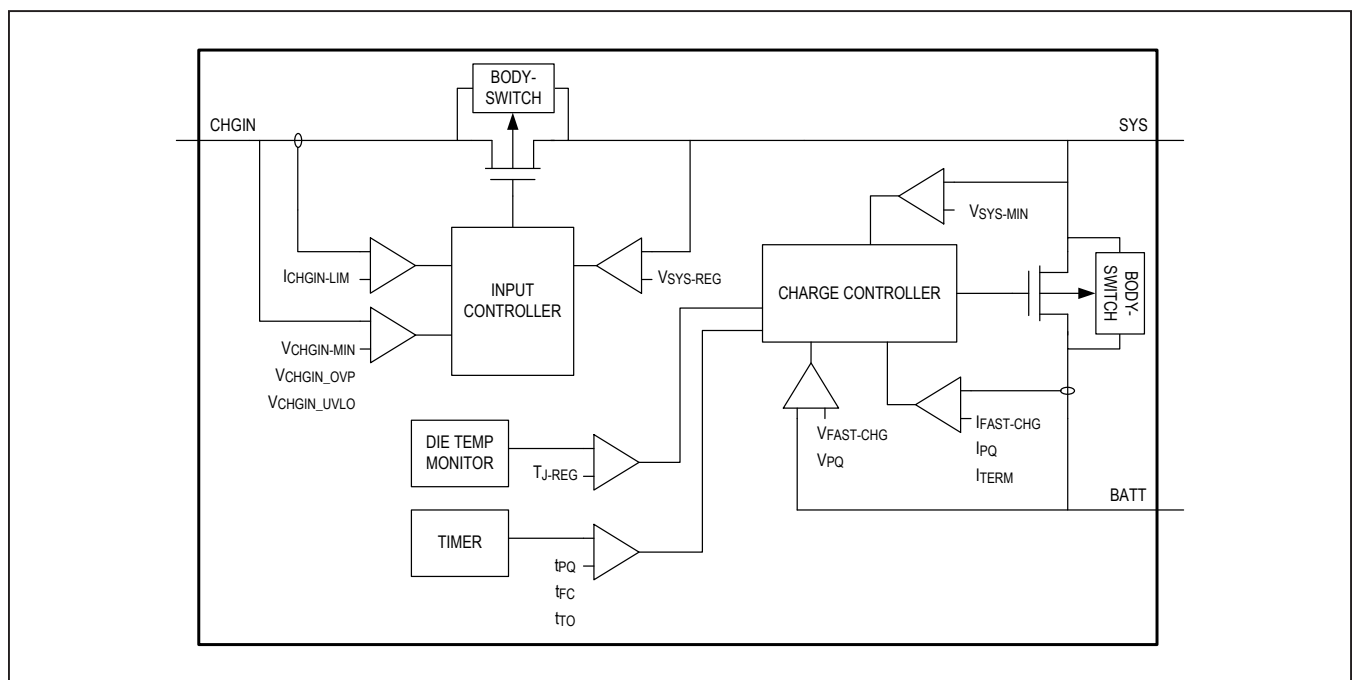 BODY-
SWITCH
CHGIN
SYS
VSYS-MIN
ICHGIN-LIM
VSYS-REG
INPUT
CONTROLLER
CHARGE CONTROLLER
BODY-
SWITCH
VCHGIN-MIN
VCHGIN_OVP
VCHGIN_UVLO
DIE TEMP
MONITOR
TJ-REG
VFAST-CHG
VPQ
IFAST-CHG
IPQ
ITERM
BATT
TIMER
tPQ
tFC
tTO